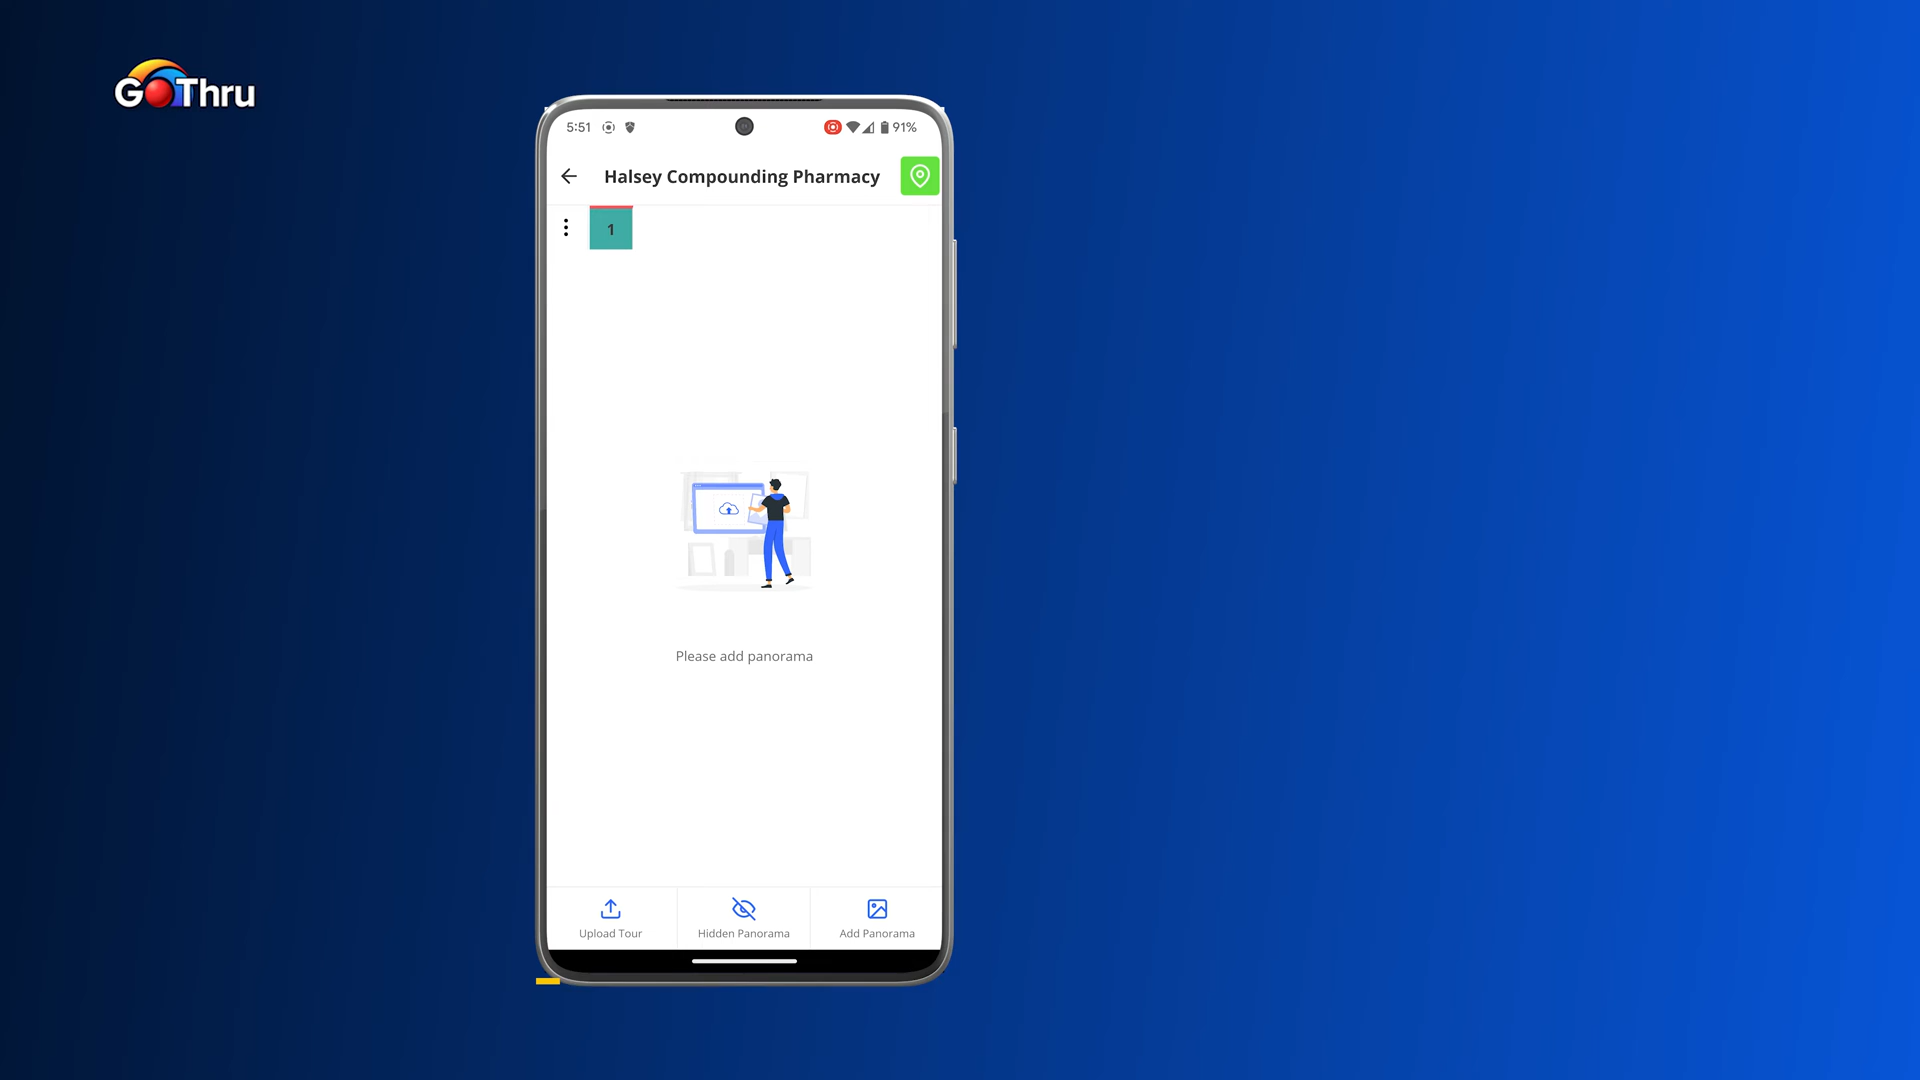 GoThru
5:51
91%
Halsey Compounding Pharmacy
1
Please add panorama
Upload Tour
Hidden Panorama
Add Panorama